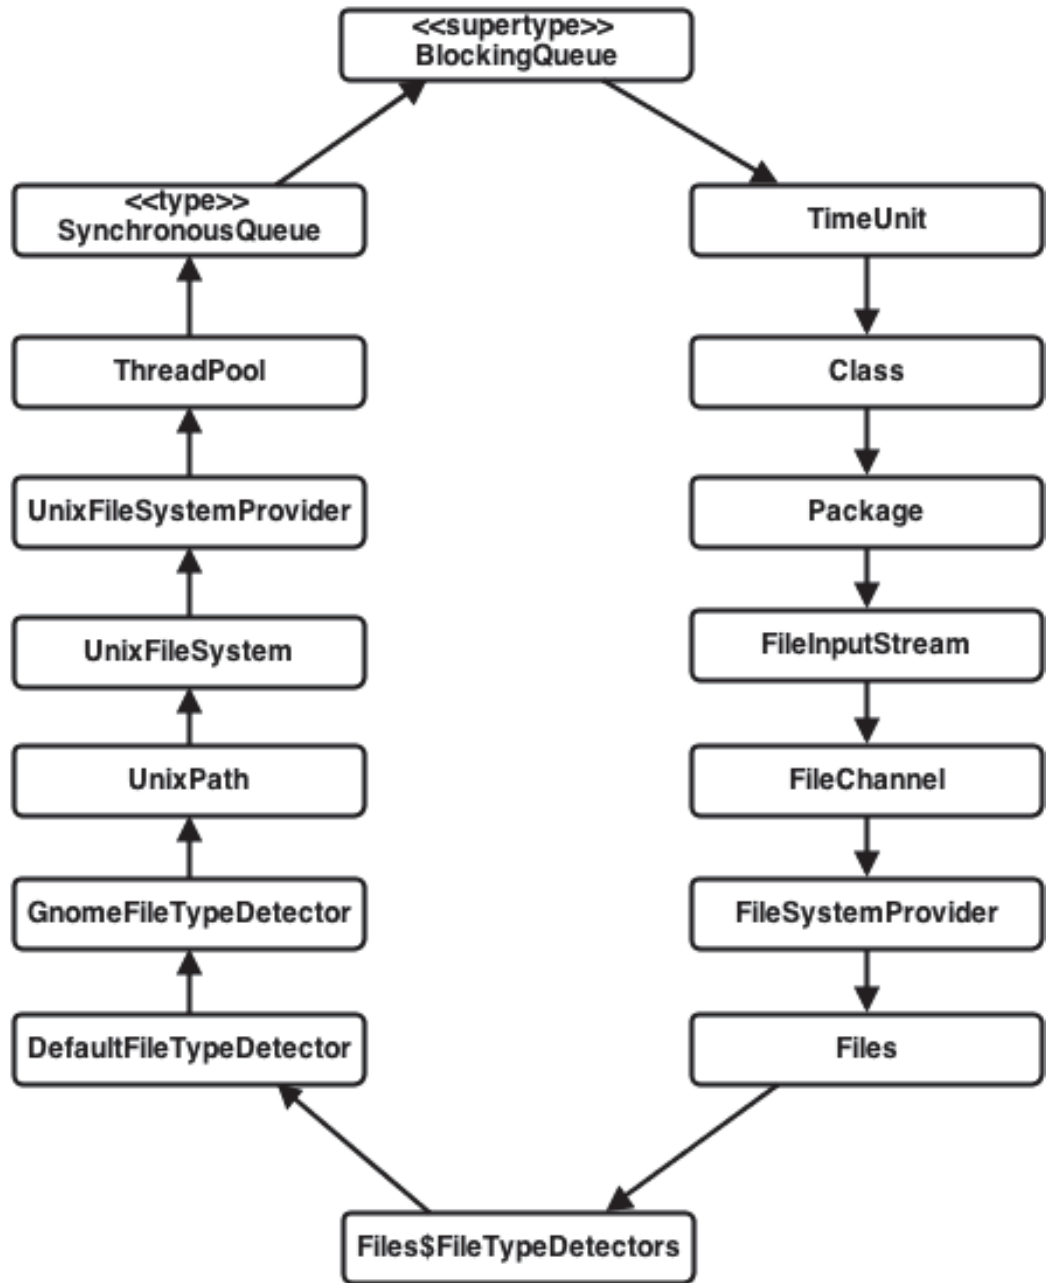 <<supertype>>
BlockingQueue
<<type>>
SynchronousQueue
TimeUnit
ThreadPool
Class
UnixFileSystemProvider
Package
UnixFileSystem
FileInputStream
UnixPath
FileChannel
GnomeFileTypeDetector
FileSystemProvider
DefaultFileTypeDetector
Files
Files$FileTypeDetectors